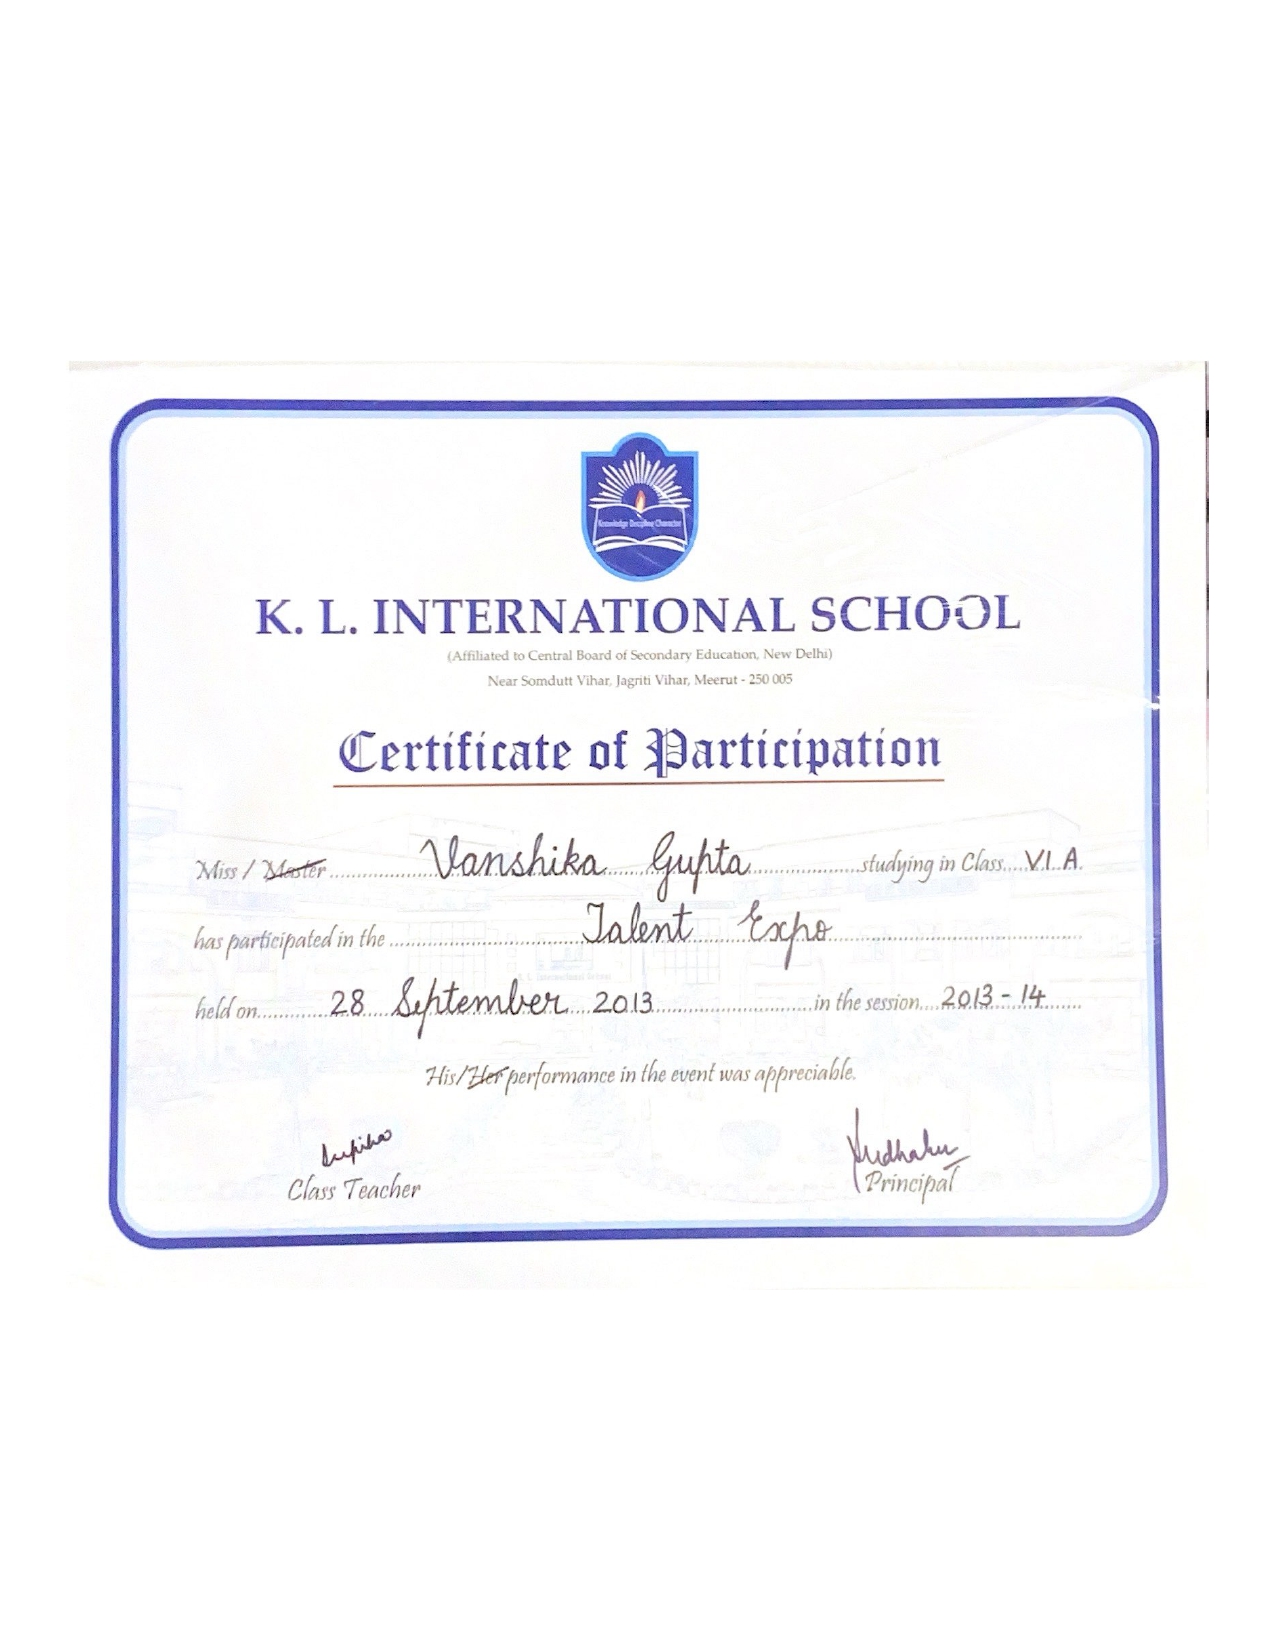 Knowledge Discipline Character
K. L. INTERNATIONAL SCHOOL
(Affiliated to Central Board of Secondary Education, New Delhi)
Near Somdutt Vihar, Jagriti Vihar, Meerut - 250 005
Certificate of Participation
Miss / Master Vanshika Gupta studying in Class VI.A.
has participated in the Talent Expo
K. L. International School
held on 28 September 2013 in the session 2013-14
His/Her performance in the event was appreciable.
Class Teacher
Principal